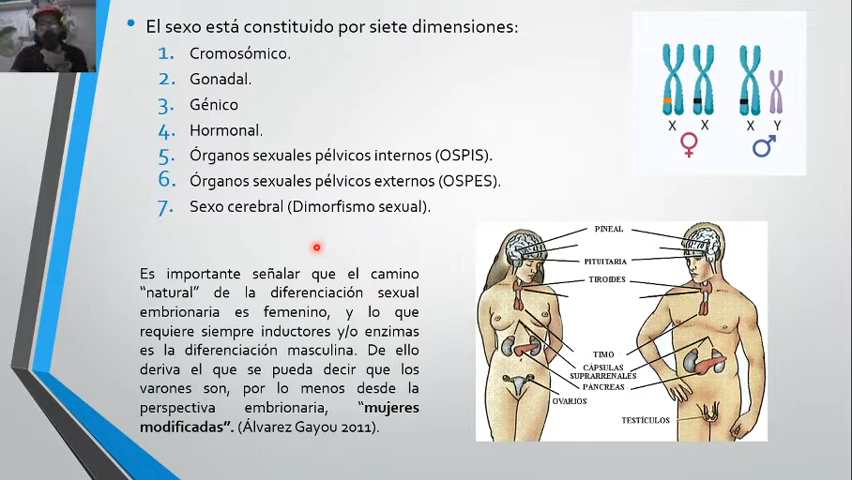 El sexo está constituido por siete dimensiones:
1. Cromosómico.
2. Gonadal.
3. Génico
4. Hormonal.
5. Órganos sexuales pélvicos internos (OSPIS).
6. Órganos sexuales pélvicos externos (OSPES).
7. Sexo cerebral (Dimorfismo sexual).
Es importante señalar que el camino
“natural” de la diferenciación sexual
embrionaria es femenino, y lo que
requiere siempre inductores y/o enzimas
es la diferenciación masculina. De ello
deriva el que se pueda decir que los
varones son, por lo menos desde la
perspectiva embrionaria, “mujeres
modificadas”. (Álvarez Gayou 2011).
X X X Y
PINEAL
PITUITARIA
TIROIDES
TIMO
CÁPSULAS
SUPRARRENALES
PÁNCREAS
OVARIOS
TESTÍCULOS